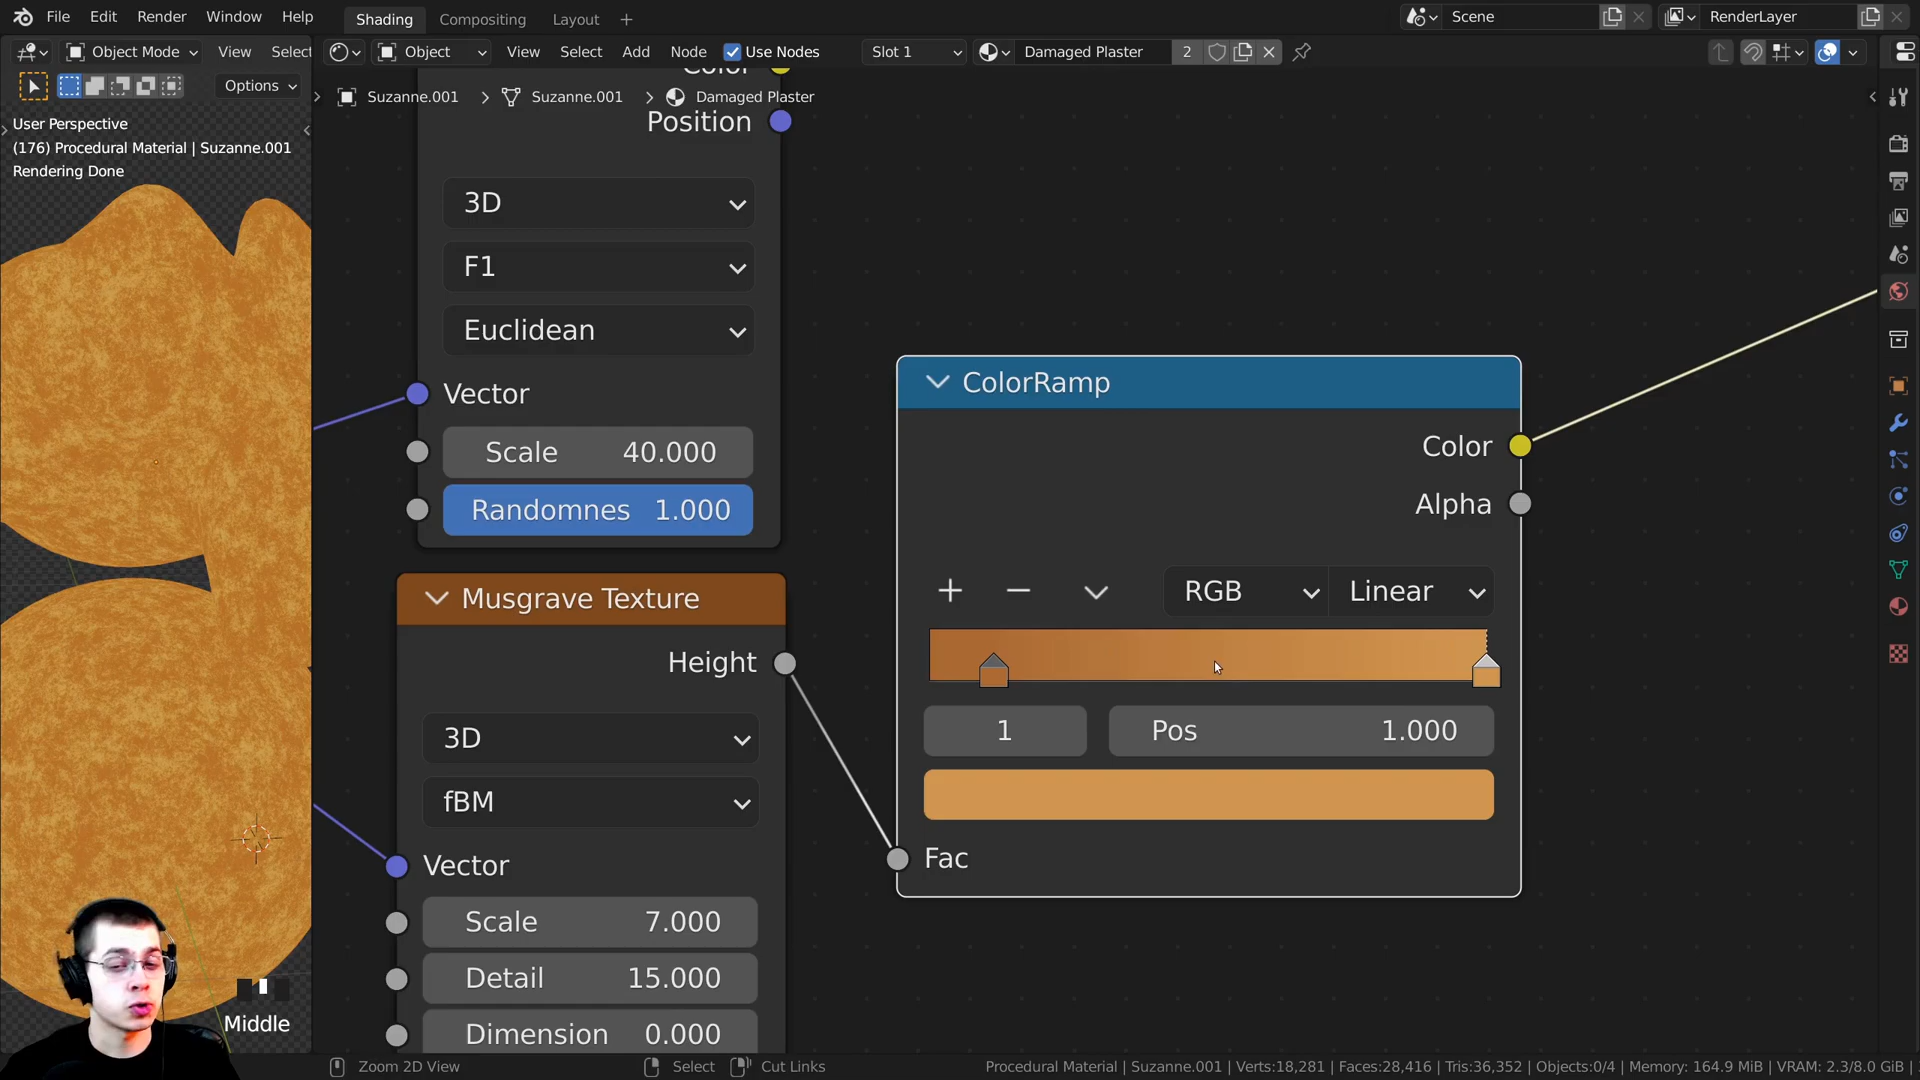 File Edit Render Window Help Shading Compositing Layout + Scene RenderLayer
Object Mode View Select Object View Select Add Node Use Nodes Slot 1 Damaged Plaster 2
Options
Color
Suzanne.001 > Suzanne.001 > Damaged Plaster
User Perspective
(176) Procedural Material | Suzanne.001
Rendering Done
Position
3D
F1
Euclidean
Vector
Scale 40.000
Randomnes 1.000
Musgrave Texture
Height
3D
fBM
Vector
Scale 7.000
Detail 15.000
Dimension 0.000
ColorRamp
Color
Alpha
+ − RGB Linear
1 Pos 1.000
Fac
Middle
Zoom 2D View Select Cut Links Procedural Material | Suzanne.001 | Verts:18,281 | Faces:28,416 | Tris:36,352 | Objects:0/4 | Memory: 164.9 MiB | VRAM: 2.3/8.0 GiB |